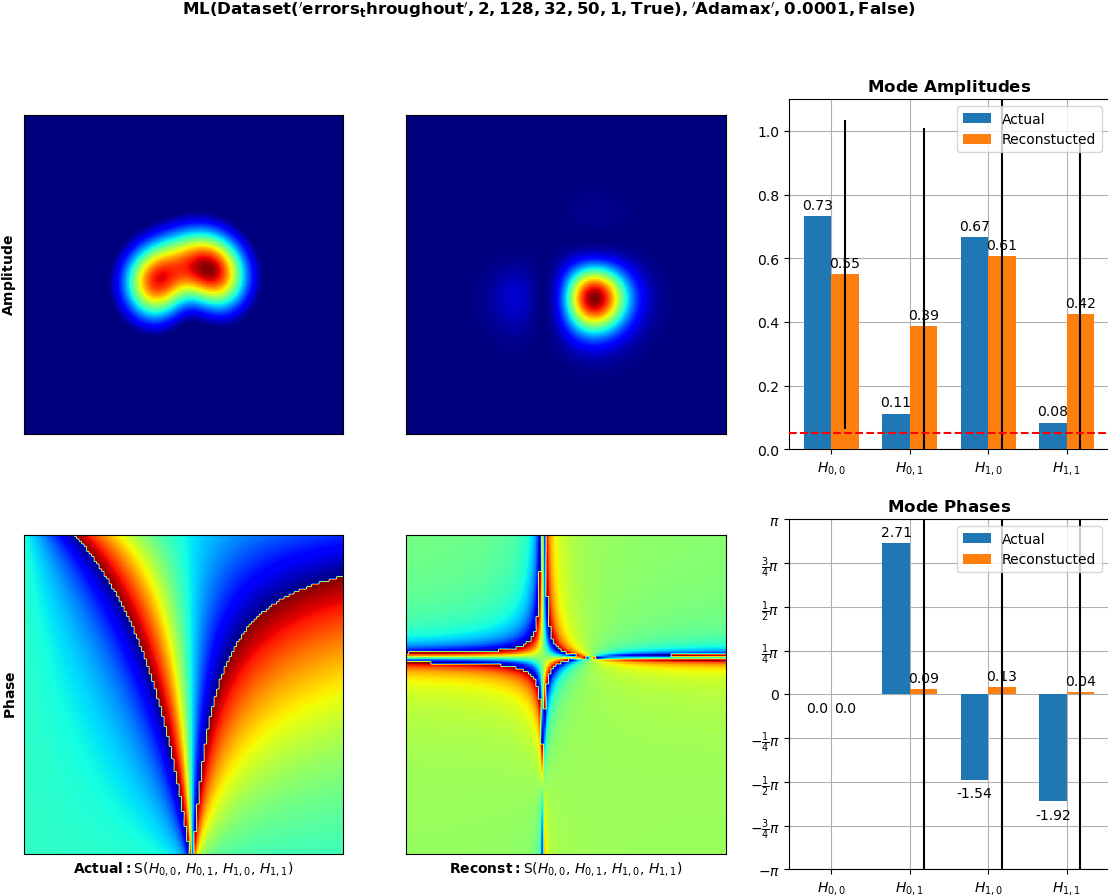 ML(Dataset('errors_throughout', 2, 128, 32, 50, 1, True), 'Adamax', 0.0001, False)
Mode Amplitudes
Amplitude
1.0
0.8
0.6
0.4
0.2
0.0
Actual
Reconstucted
0.73
0.55
0.11
0.39
0.67
0.61
0.08
0.42
H0,0
H0,1
H1,0
H1,1
Mode Phases
Phase
π
3/4π
1/2π
1/4π
0
−1/4π
−1/2π
−3/4π
−π
Actual
Reconstucted
0.0
0.0
2.71
0.09
-1.54
0.13
-1.92
0.04
H0,0
H0,1
H1,0
H1,1
Actual: S(H0,0, H0,1, H1,0, H1,1)
Reconst: S(H0,0, H0,1, H1,0, H1,1)